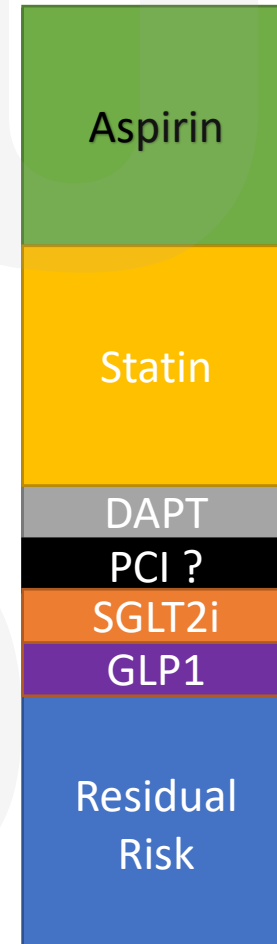 Aspirin
Statin
DAPT
PCI ?
SGLT2i
GLP1
Residual
Risk